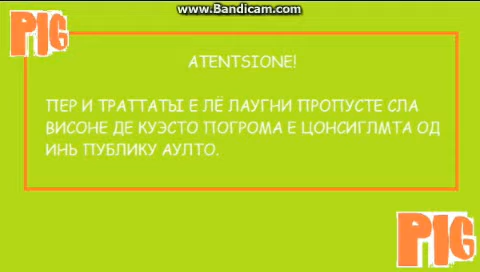 www.Bandicam.com
PIG
ATENTSIONE!
ПЕР И ТРАТТАТЫ Е ЛЁ ЛАУГНИ ПРОПУСТЕ СЛА
ВИСОНЕ ДЕ КУЭСТО ПОГРОМА Е ЦОНСИГЛМТА ОД
ИНЬ ПУБЛИКУ АУЛТО.
PIG